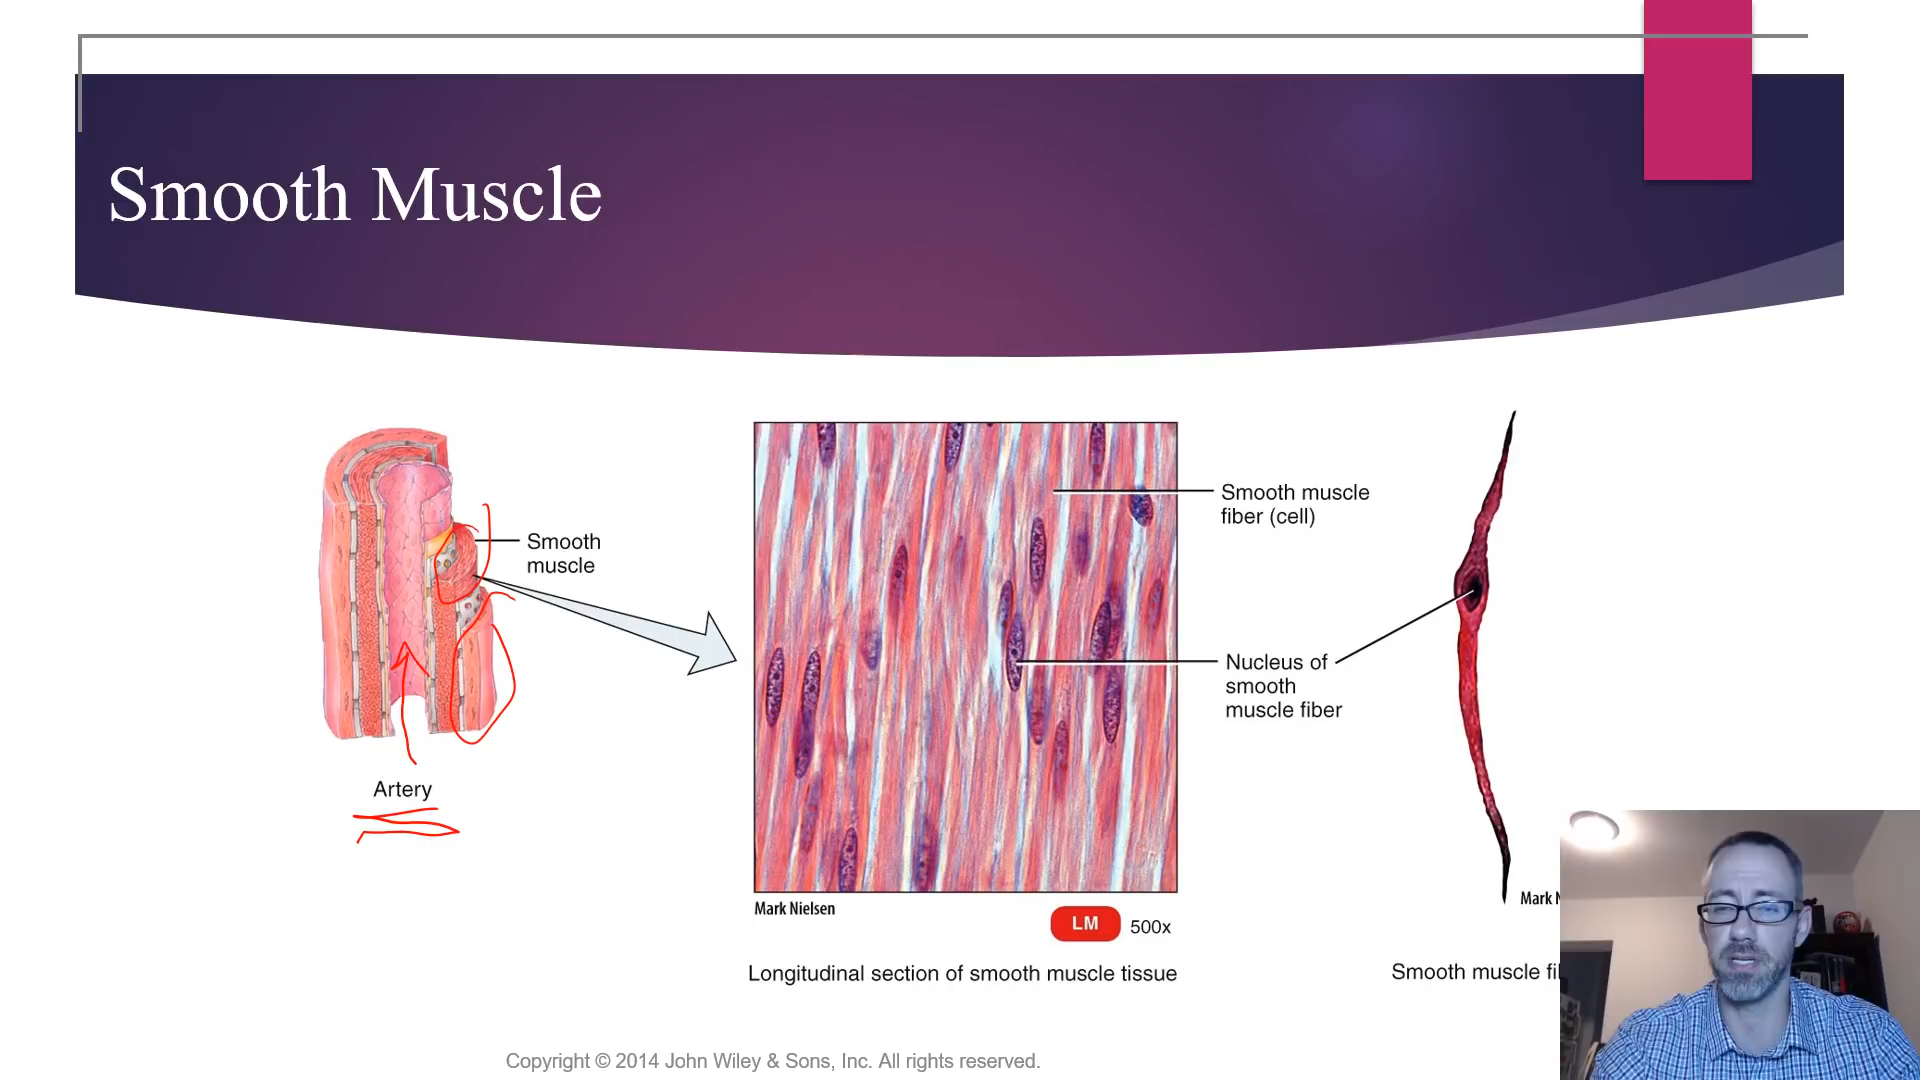 Smooth Muscle
Smooth
muscle
Artery
Smooth muscle
fiber (cell)
Nucleus of
smooth
muscle fiber
Mark Nielsen
LM
500x
Longitudinal section of smooth muscle tissue
Mark
Smooth muscle
Copyright © 2014 John Wiley & Sons, Inc. All rights reserved.